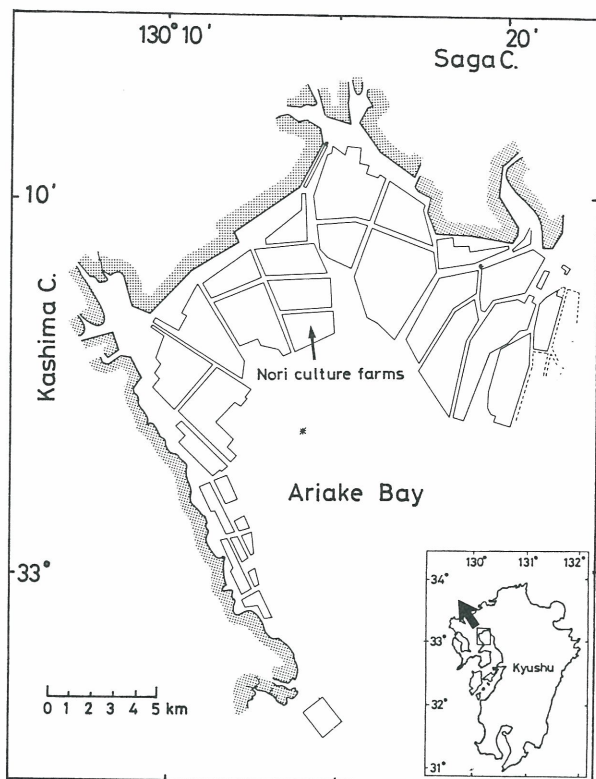 130° 10'
20'
Saga C.
10'
Kashima C.
Nori culture farms
*
Ariake Bay
33°
0 1 2 3 4 5 km
130° 131° 132°
34°
33°
Kyushu
32°
31°